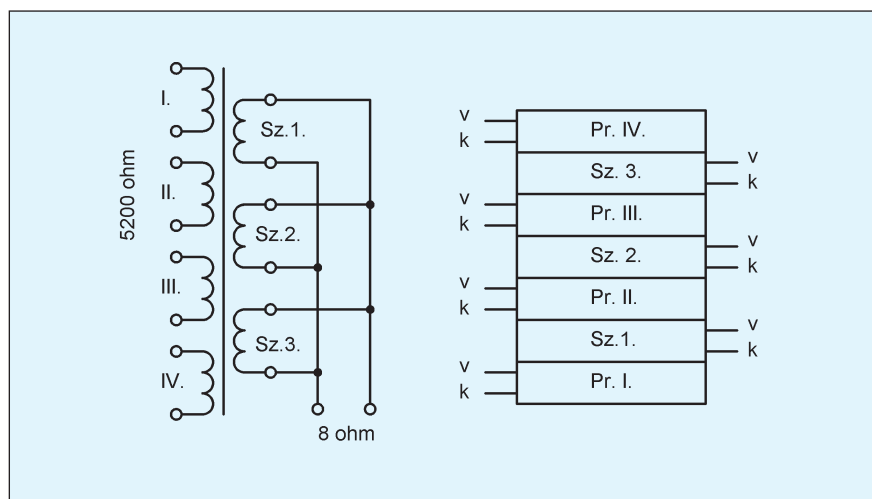 I.
II.
III.
IV.
5200 ohm
Sz.1.
Sz.2.
Sz.3.
8 ohm
v
k
Pr. IV.
Sz. 3.
v
k
v
k
Pr. III.
Sz. 2.
v
k
v
k
Pr. II.
Sz.1.
v
k
v
k
Pr. I.